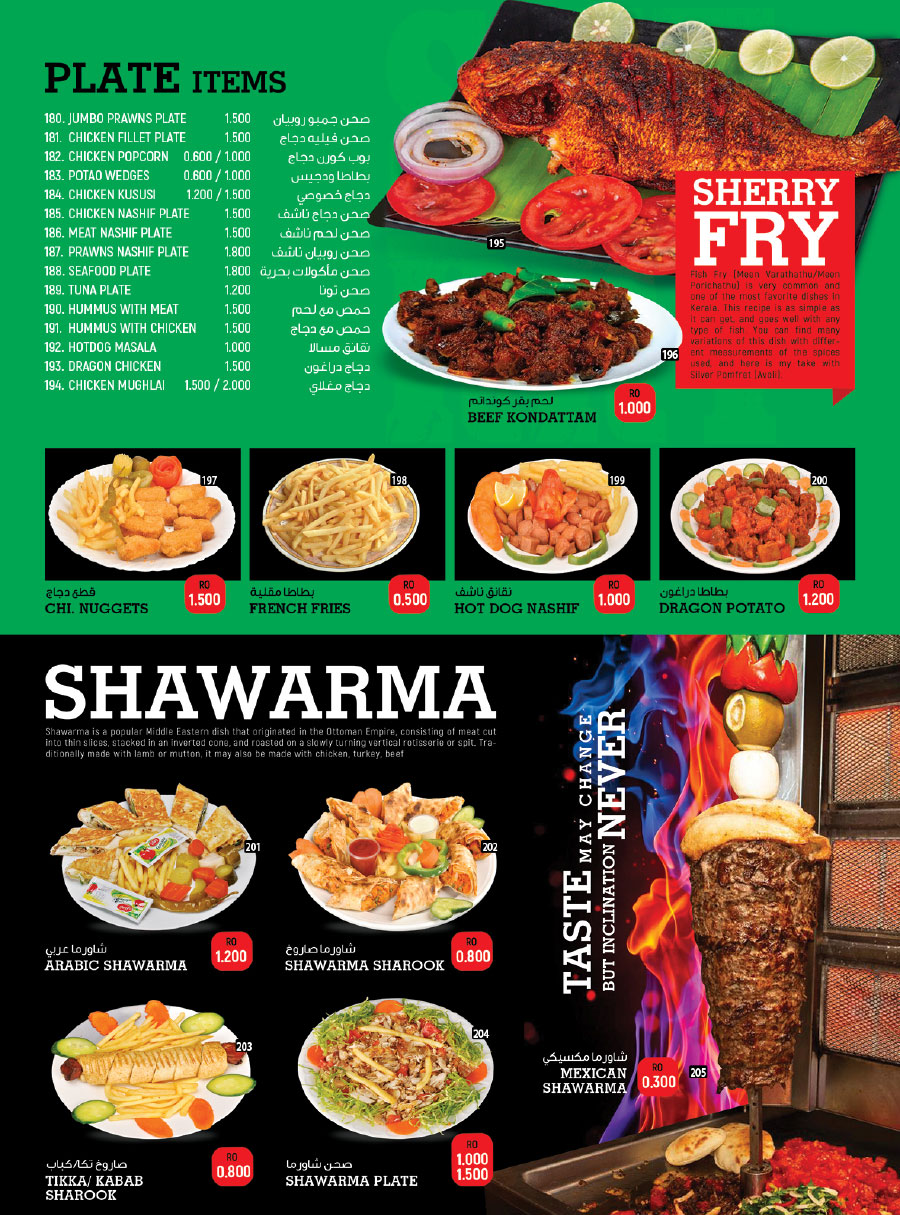 PLATE ITEMS
180. JUMBO PRAWNS PLATE 1.500 صحن جمبو روبيان
181. CHICKEN FILLET PLATE 1.500 صحن فيليه دجاج
182. CHICKEN POPCORN 0.600 / 1.000 بوب كورن دجاج
183. POTAO WEDGES 0.600 / 1.000 بطاطا ودجيس
184. CHICKEN KUSUSI 1.200 / 1.500 دجاج خصوصي
185. CHICKEN NASHIF PLATE 1.500 صحن دجاج ناشف
186. MEAT NASHIF PLATE 1.500 صحن لحم ناشف
187. PRAWNS NASHIF PLATE 1.800 صحن روبيان ناشف
188. SEAFOOD PLATE 1.800 صحن مأكولات بحرية
189. TUNA PLATE 1.200 صحن تونا
190. HUMMUS WITH MEAT 1.500 حمص مع لحم
191. HUMMUS WITH CHICKEN 1.500 حمص مع دجاج
192. HOTDOG MASALA 1.000 نقانق مسالا
193. DRAGON CHICKEN 1.500 دجاج دراغون
194. CHICKEN MUGHLAI 1.500 / 2.000 دجاج مغلاي
195
SHERRY
FRY
Fish Fry (Meen Varathathu/Meen
Porichathu) is very common and
one of the most favorite dishes in
Kerala. This recipe is as simple as
it can get, and goes well with any
type of fish. You can find many
variations of this dish with differ-
ent measurements of the spices
used, and here is my take with
Silver Pomfret (Avoli).
196
لحم بقر كونداتم
BEEF KONDATTAM
RO
1.000
197
قطع دجاج
CHI. NUGGETS
RO
1.500
198
بطاطا مقلية
FRENCH FRIES
RO
0.500
199
نقانق ناشف
HOT DOG NASHIF
RO
1.000
200
بطاطا دراغون
DRAGON POTATO
RO
1.200
SHAWARMA
Shawarma is a popular Middle Eastern dish that originated in the Ottoman Empire, consisting of meat cut
into thin slices, stacked in an inverted cone, and roasted on a slowly turning vertical rotisserie or spit. Tra-
ditionally made with lamb or mutton, it may also be made with chicken, turkey, beef
TASTE MAY CHANGE
BUT INCLINATION NEVER
201
شاورما عربي
ARABIC SHAWARMA
RO
1.200
202
شاورما صاروخ
SHAWARMA SHAROOK
RO
0.800
203
صاروخ تكا/كباب
TIKKA/ KABAB
SHAROOK
RO
0.800
204
صحن شاورما
SHAWARMA PLATE
RO
1.000
1.500
شاورما مكسيكي
MEXICAN
SHAWARMA
RO
0.300
205